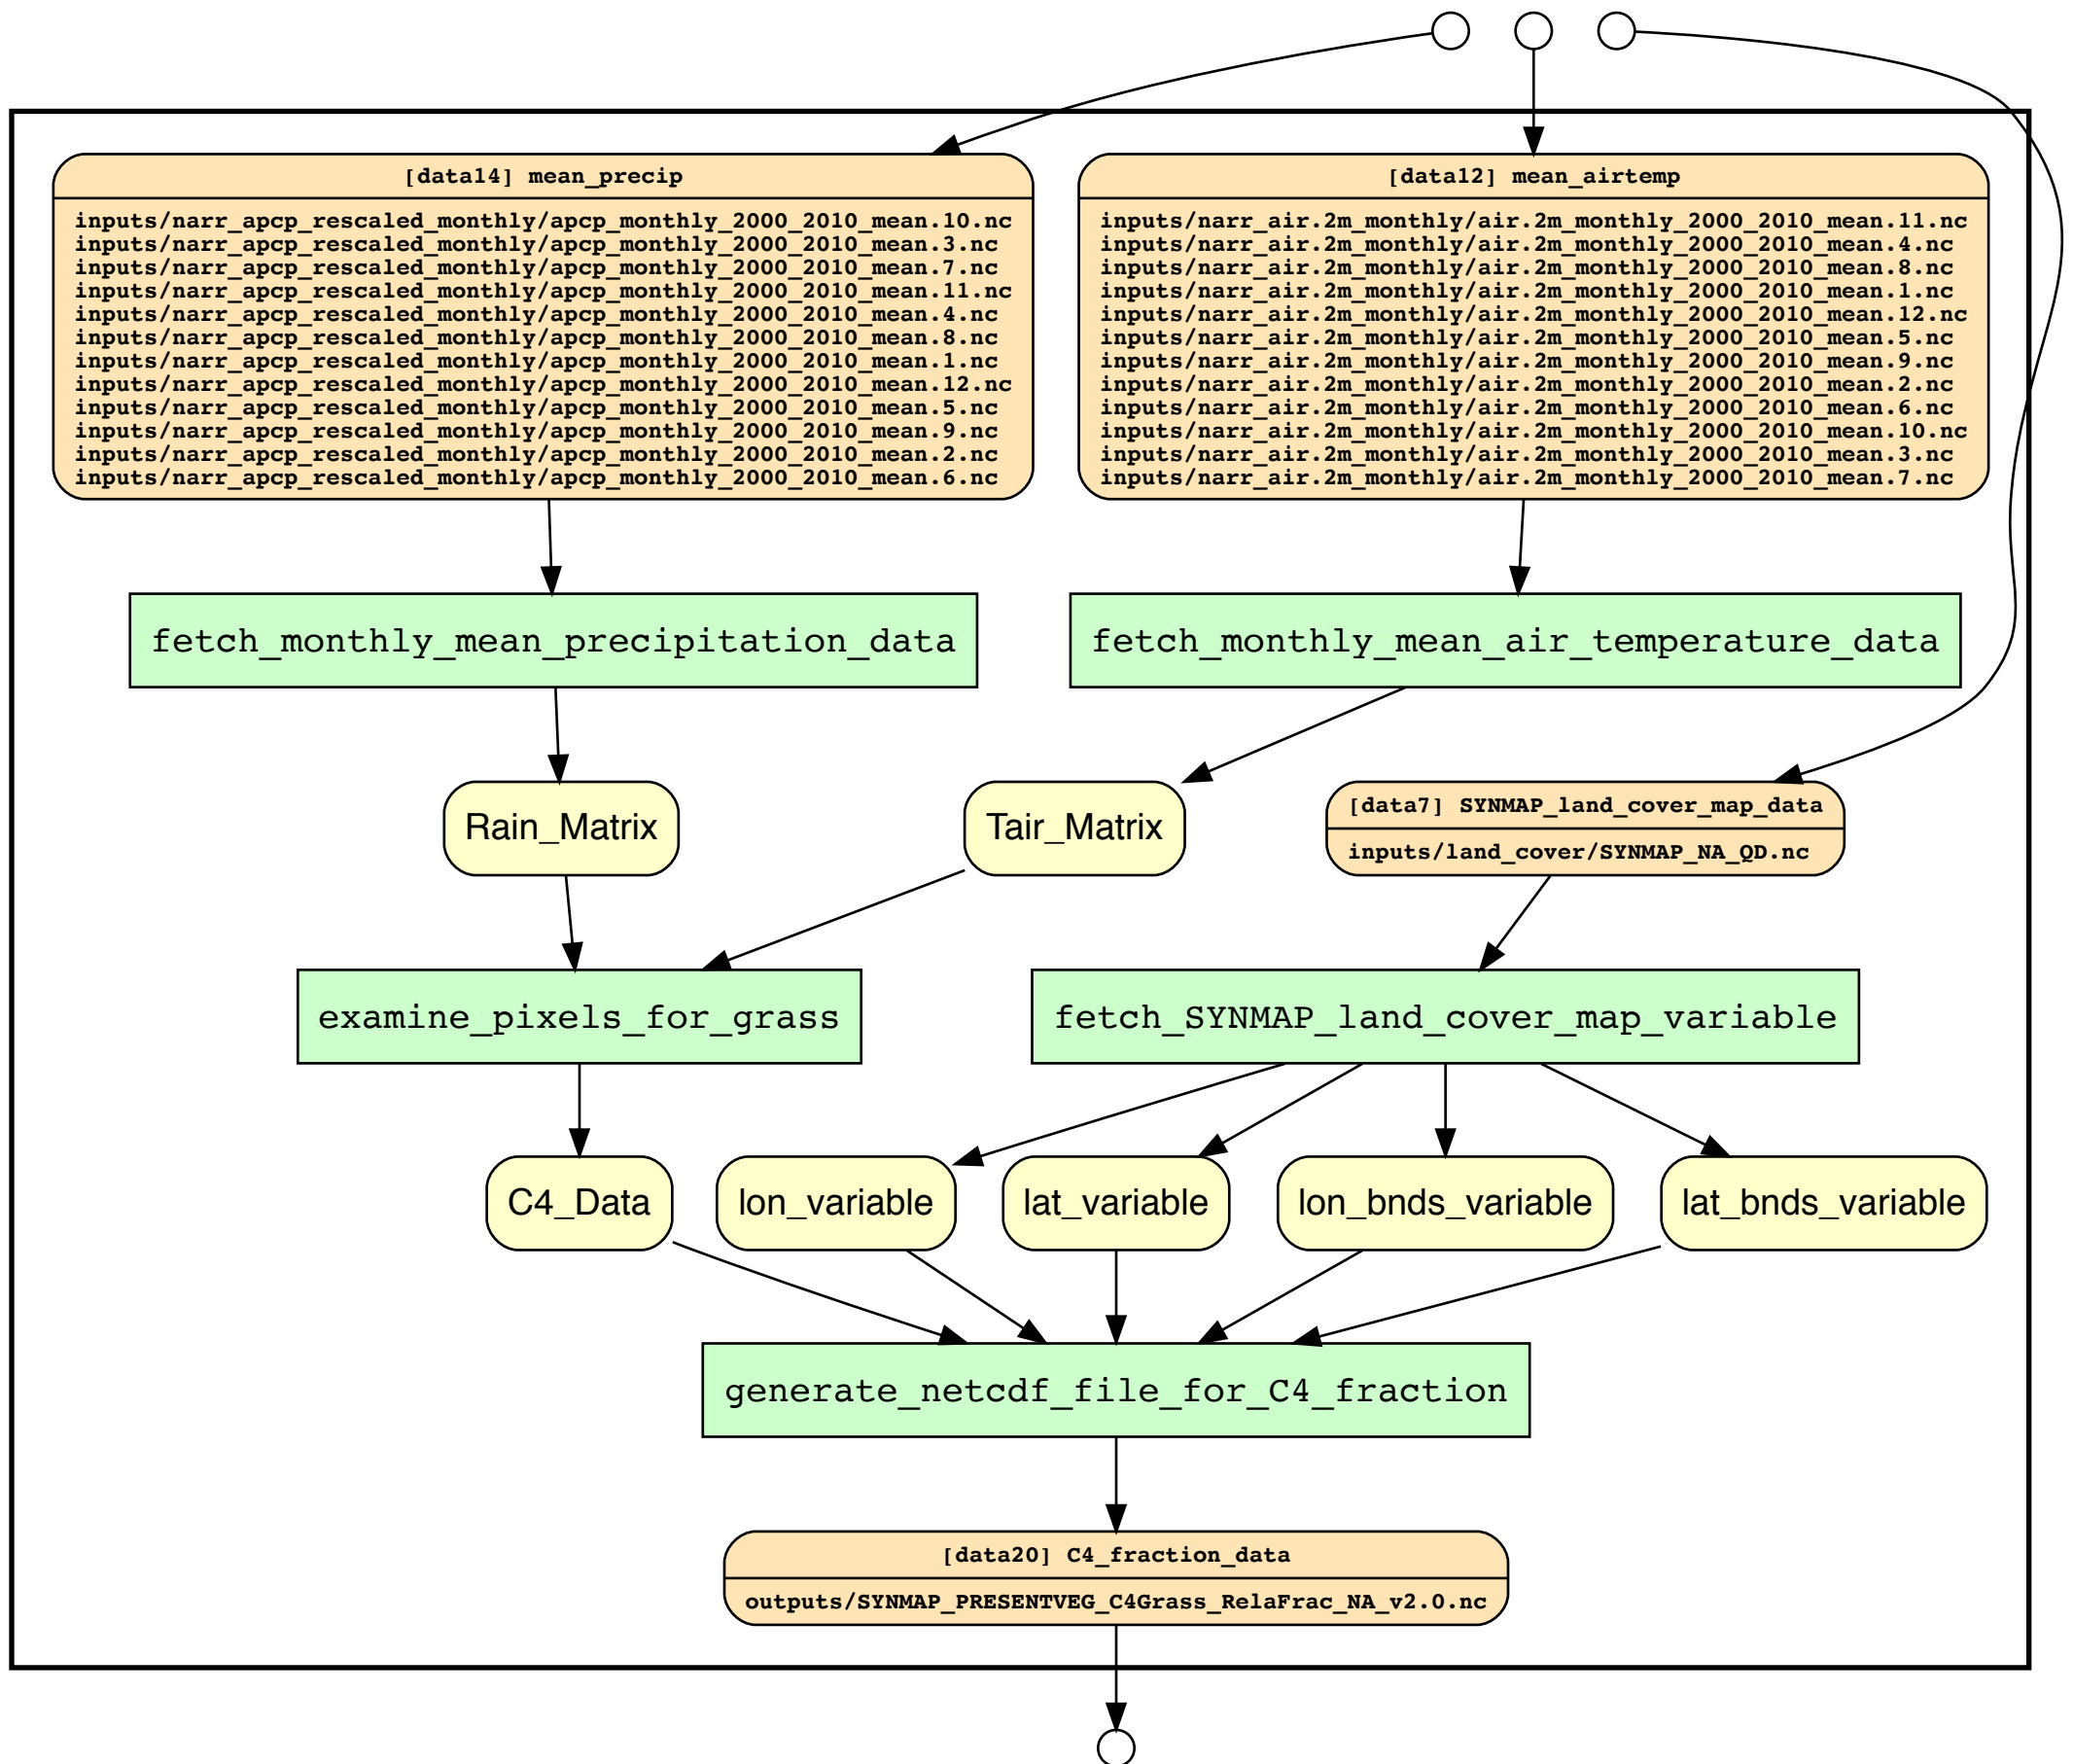 [data14] mean_precip
inputs/narr_apcp_rescaled_monthly/apcp_monthly_2000_2010_mean.10.nc
inputs/narr_apcp_rescaled_monthly/apcp_monthly_2000_2010_mean.3.nc
inputs/narr_apcp_rescaled_monthly/apcp_monthly_2000_2010_mean.7.nc
inputs/narr_apcp_rescaled_monthly/apcp_monthly_2000_2010_mean.11.nc
inputs/narr_apcp_rescaled_monthly/apcp_monthly_2000_2010_mean.4.nc
inputs/narr_apcp_rescaled_monthly/apcp_monthly_2000_2010_mean.8.nc
inputs/narr_apcp_rescaled_monthly/apcp_monthly_2000_2010_mean.1.nc
inputs/narr_apcp_rescaled_monthly/apcp_monthly_2000_2010_mean.12.nc
inputs/narr_apcp_rescaled_monthly/apcp_monthly_2000_2010_mean.5.nc
inputs/narr_apcp_rescaled_monthly/apcp_monthly_2000_2010_mean.9.nc
inputs/narr_apcp_rescaled_monthly/apcp_monthly_2000_2010_mean.2.nc
inputs/narr_apcp_rescaled_monthly/apcp_monthly_2000_2010_mean.6.nc
[data12] mean_airtemp
inputs/narr_air.2m_monthly/air.2m_monthly_2000_2010_mean.11.nc
inputs/narr_air.2m_monthly/air.2m_monthly_2000_2010_mean.4.nc
inputs/narr_air.2m_monthly/air.2m_monthly_2000_2010_mean.8.nc
inputs/narr_air.2m_monthly/air.2m_monthly_2000_2010_mean.1.nc
inputs/narr_air.2m_monthly/air.2m_monthly_2000_2010_mean.12.nc
inputs/narr_air.2m_monthly/air.2m_monthly_2000_2010_mean.5.nc
inputs/narr_air.2m_monthly/air.2m_monthly_2000_2010_mean.9.nc
inputs/narr_air.2m_monthly/air.2m_monthly_2000_2010_mean.2.nc
inputs/narr_air.2m_monthly/air.2m_monthly_2000_2010_mean.6.nc
inputs/narr_air.2m_monthly/air.2m_monthly_2000_2010_mean.10.nc
inputs/narr_air.2m_monthly/air.2m_monthly_2000_2010_mean.3.nc
inputs/narr_air.2m_monthly/air.2m_monthly_2000_2010_mean.7.nc
fetch_monthly_mean_precipitation_data
fetch_monthly_mean_air_temperature_data
Rain_Matrix
Tair_Matrix
[data7] SYNMAP_land_cover_map_data
inputs/land_cover/SYNMAP_NA_QD.nc
examine_pixels_for_grass
fetch_SYNMAP_land_cover_map_variable
C4_Data
lon_variable
lat_variable
lon_bnds_variable
lat_bnds_variable
generate_netcdf_file_for_C4_fraction
[data20] C4_fraction_data
outputs/SYNMAP_PRESENTVEG_C4Grass_RelaFrac_NA_v2.0.nc